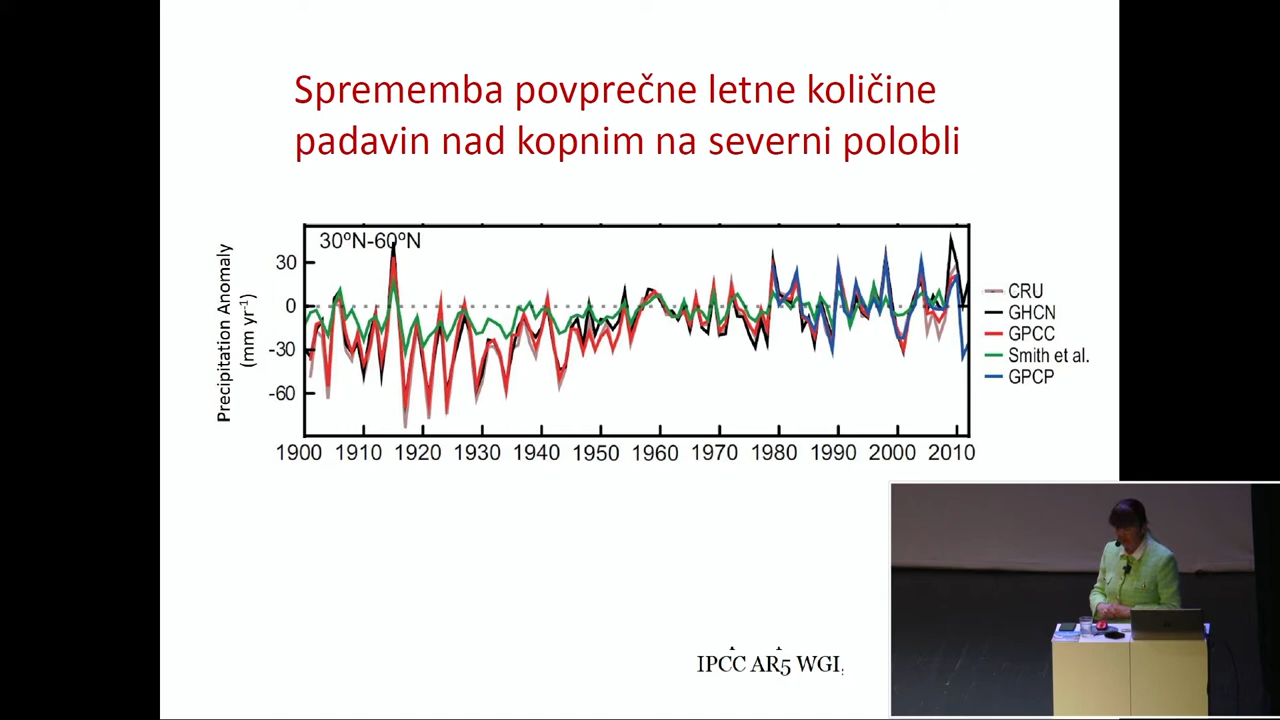 Sprememba povprečne letne količine
padavin nad kopnim na severni polobli
30ºN-60ºN
Precipitation Anomaly
(mm yr⁻¹)
30
0
-30
-60
1900 1910 1920 1930 1940 1950 1960 1970 1980 1990 2000 2010
CRU
GHCN
GPCC
Smith et al.
GPCP
IPCC AR5 WGI